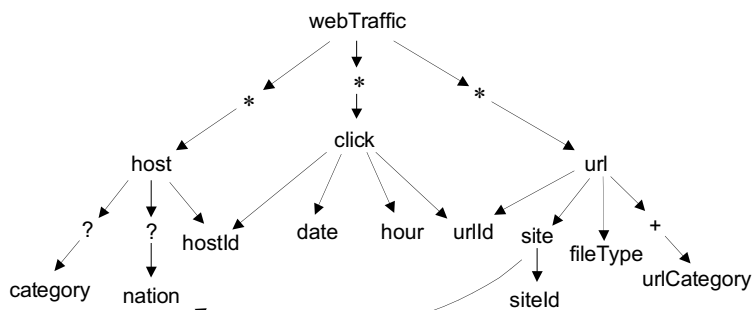 webTraffic
* * *
host click url
? ? hostId date hour urlId site fileType +
category nation siteId urlCategory